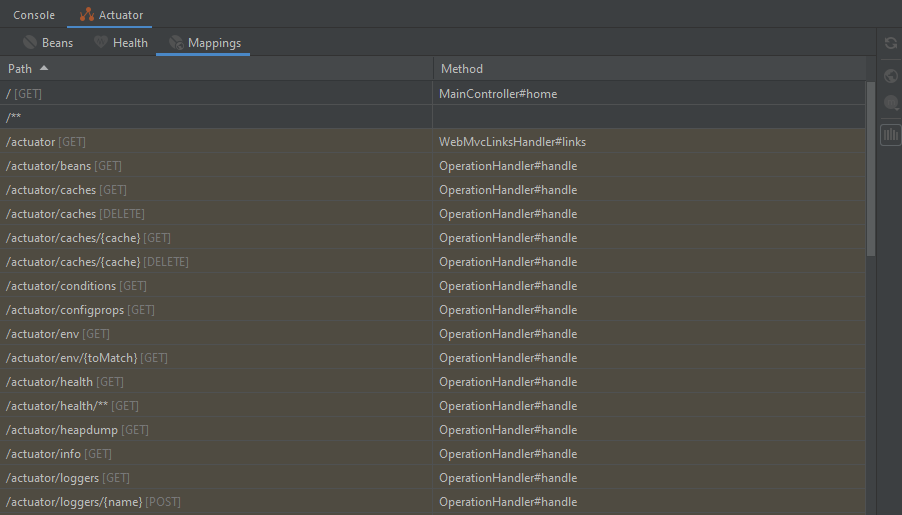 Console Actuator
Beans Health Mappings
Path Method
/ [GET] MainController#home
/**
/actuator [GET] WebMvcLinksHandler#links
/actuator/beans [GET] OperationHandler#handle
/actuator/caches [GET] OperationHandler#handle
/actuator/caches [DELETE] OperationHandler#handle
/actuator/caches/{cache} [GET] OperationHandler#handle
/actuator/caches/{cache} [DELETE] OperationHandler#handle
/actuator/conditions [GET] OperationHandler#handle
/actuator/configprops [GET] OperationHandler#handle
/actuator/env [GET] OperationHandler#handle
/actuator/env/{toMatch} [GET] OperationHandler#handle
/actuator/health [GET] OperationHandler#handle
/actuator/health/** [GET] OperationHandler#handle
/actuator/heapdump [GET] OperationHandler#handle
/actuator/info [GET] OperationHandler#handle
/actuator/loggers [GET] OperationHandler#handle
/actuator/loggers/{name} [POST] OperationHandler#handle